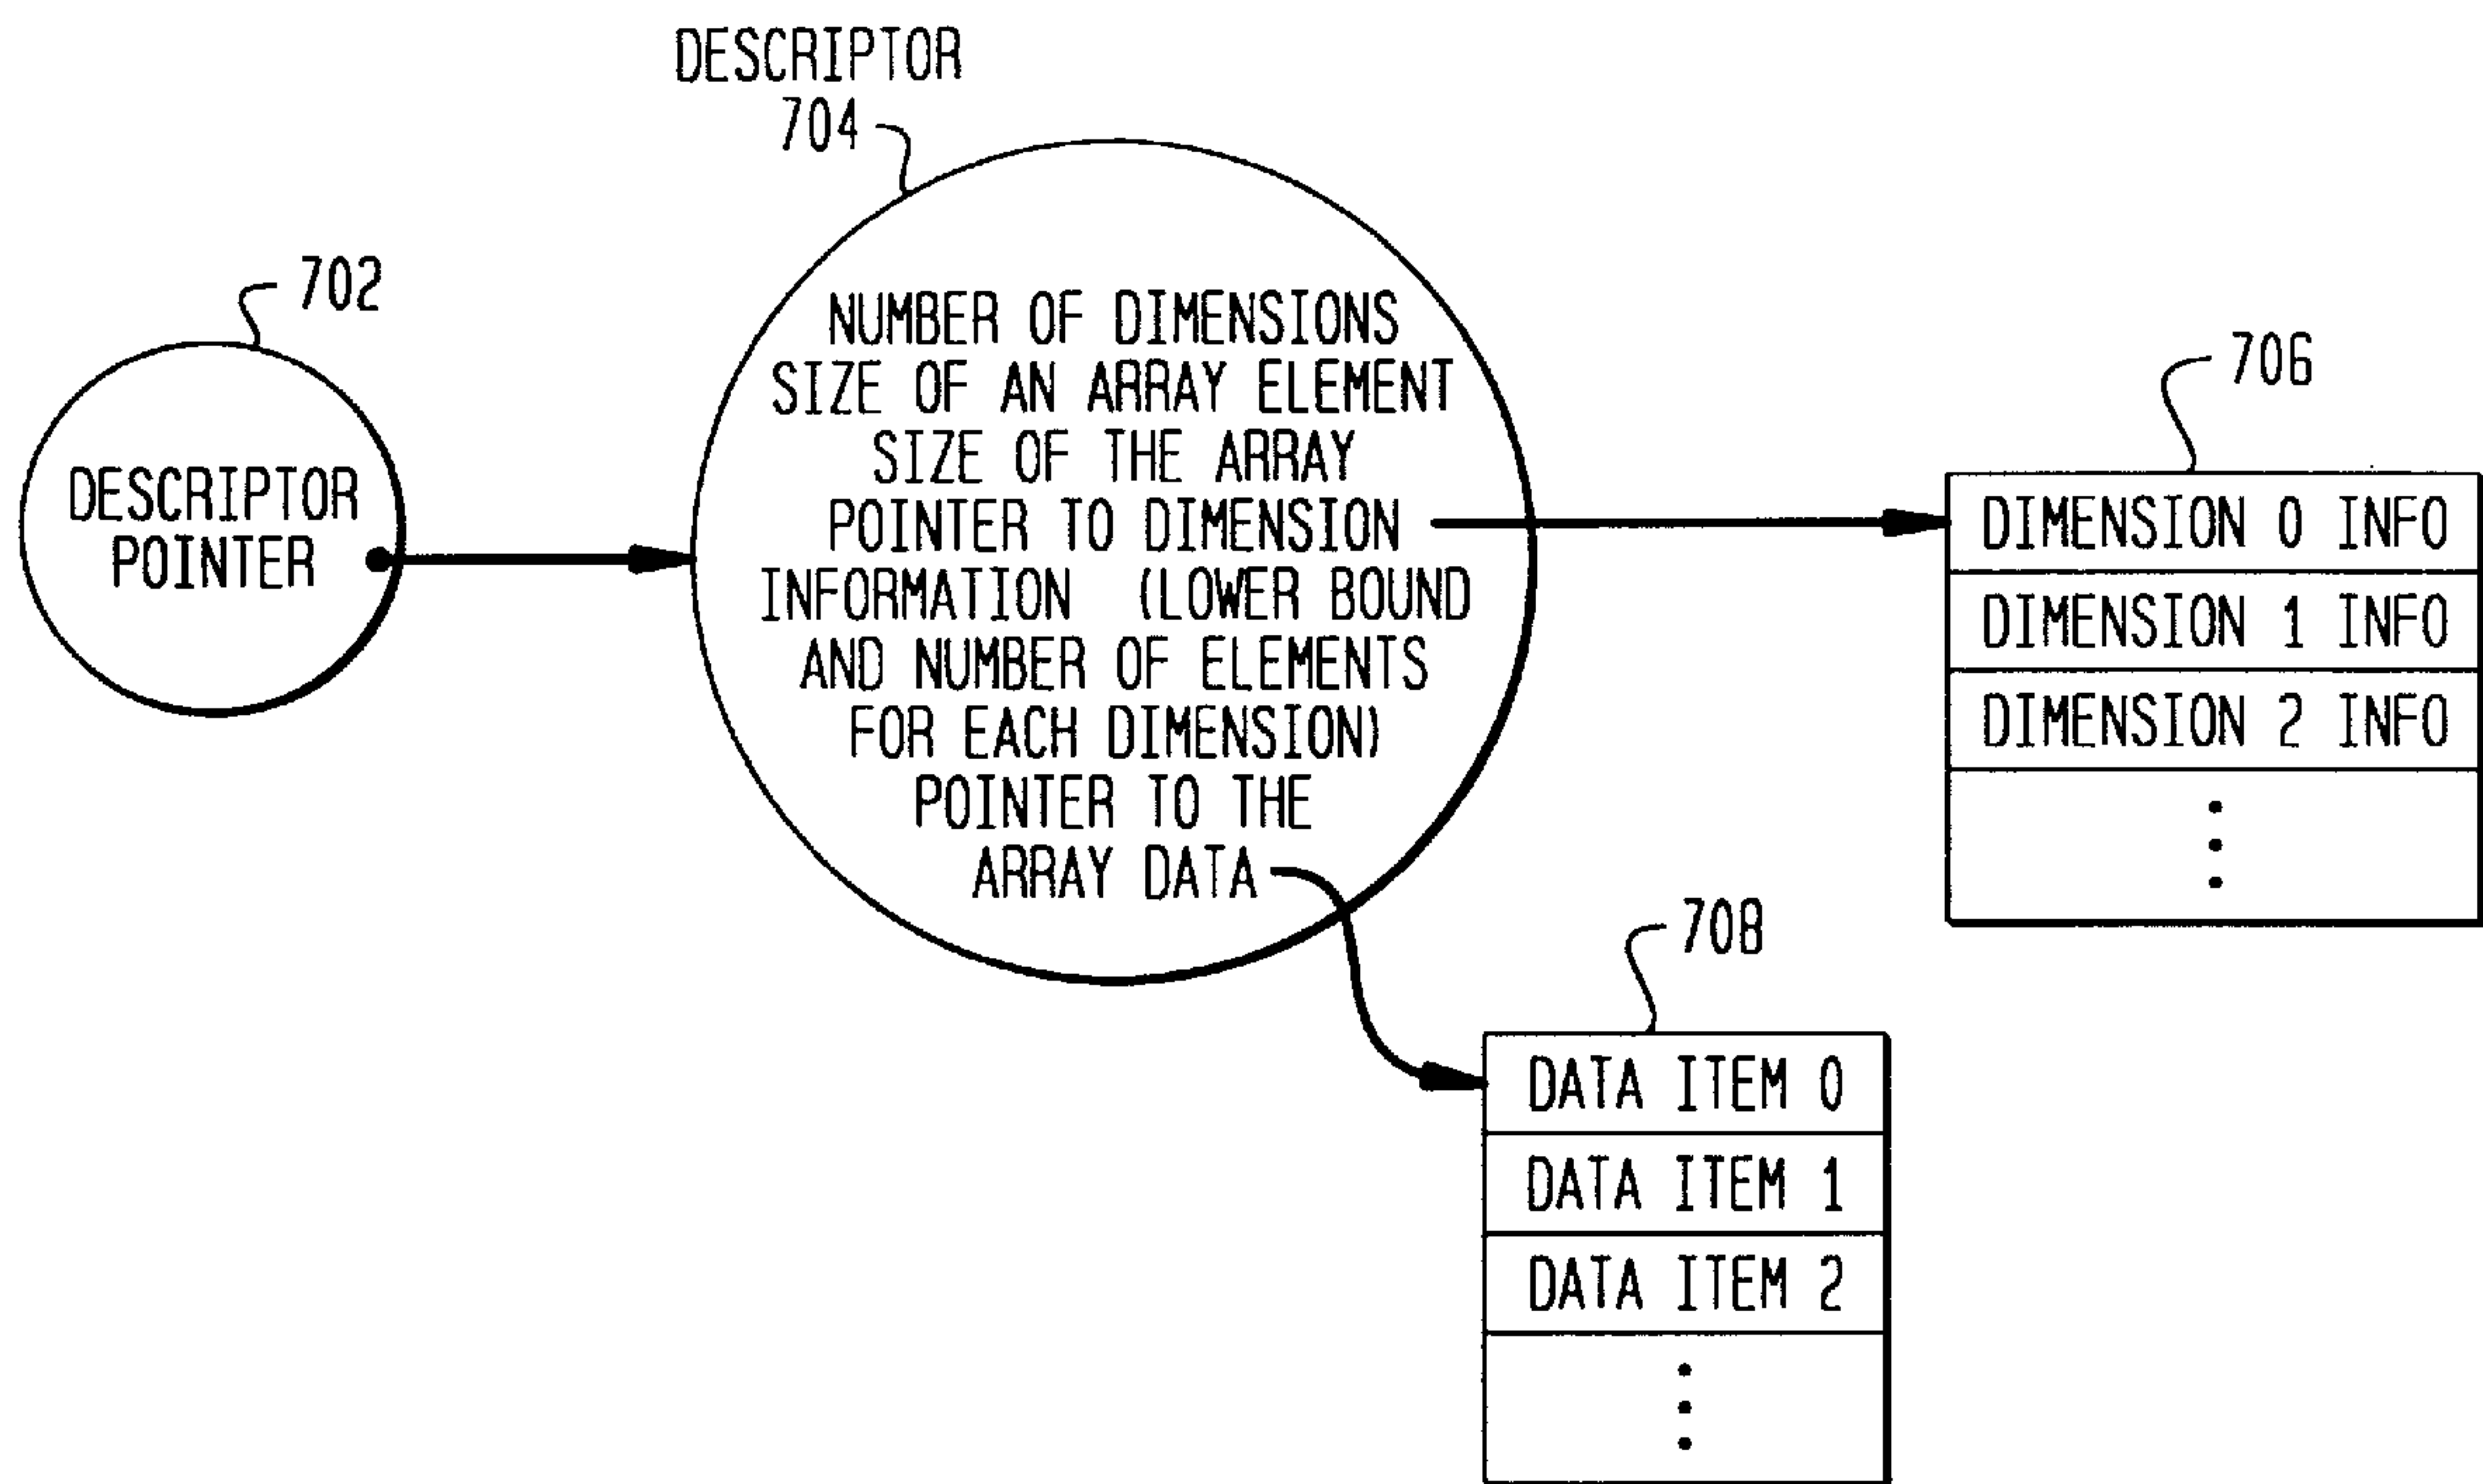 DESCRIPTOR
704
702
DESCRIPTOR
POINTER
NUMBER OF DIMENSIONS
SIZE OF AN ARRAY ELEMENT
SIZE OF THE ARRAY
POINTER TO DIMENSION
INFORMATION (LOWER BOUND
AND NUMBER OF ELEMENTS
FOR EACH DIMENSION)
POINTER TO THE
ARRAY DATA
706
DIMENSION 0 INFO
DIMENSION 1 INFO
DIMENSION 2 INFO
708
DATA ITEM 0
DATA ITEM 1
DATA ITEM 2